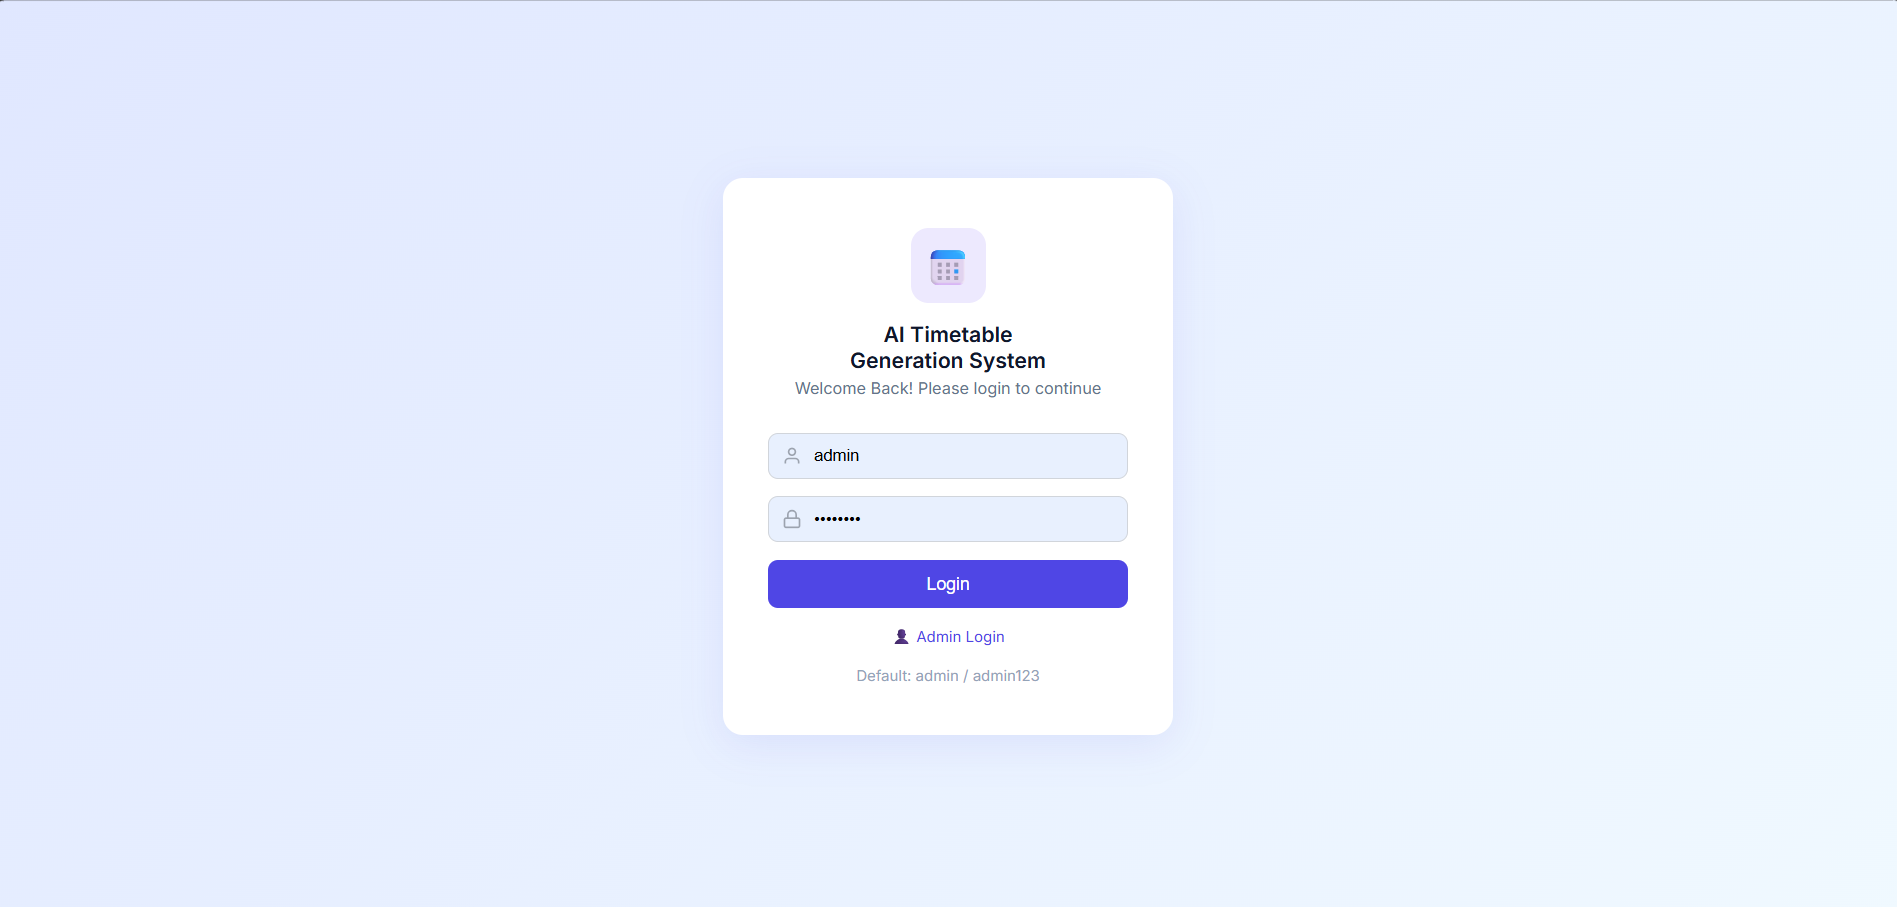 AI Timetable
Generation System
Welcome Back! Please login to continue
admin
••••••••
Login
Admin Login
Default: admin / admin123